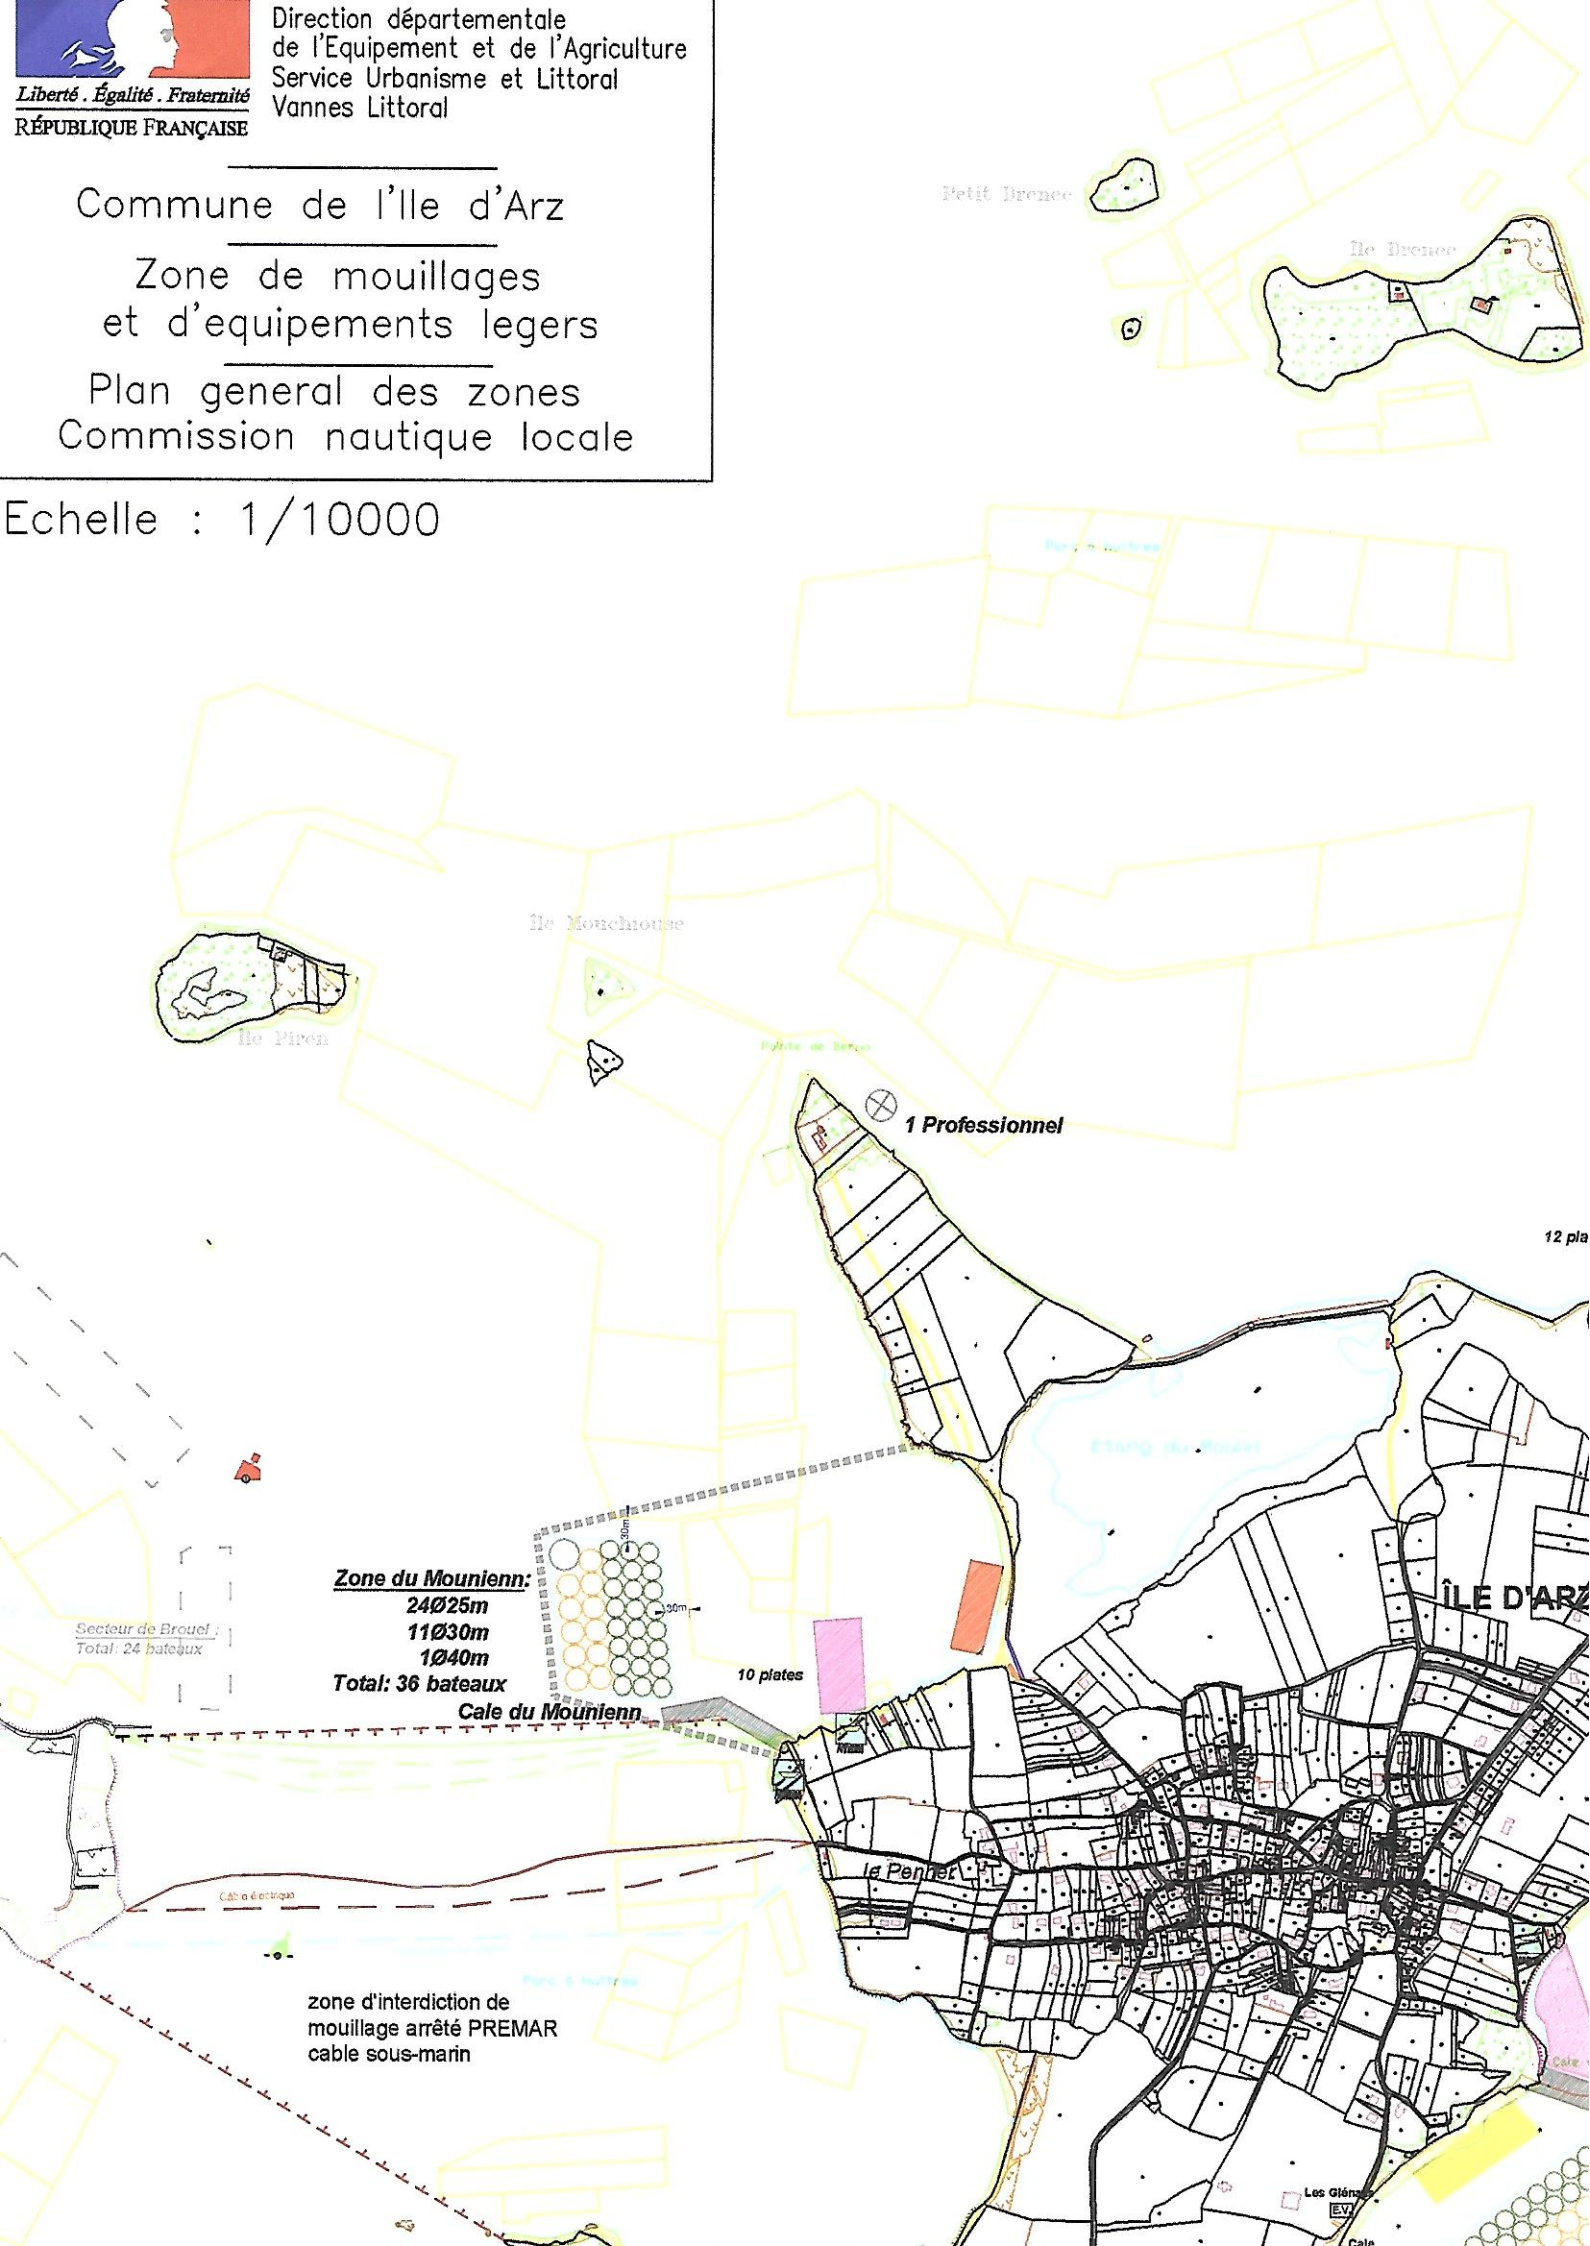 Direction départementale
de l'Equipement et de l'Agriculture
Service Urbanisme et Littoral
Vannes Littoral
Liberté . Égalité . Fraternité
RÉPUBLIQUE FRANÇAISE
Commune de l'Ile d'Arz
Zone de mouillages
et d'equipements legers
Plan general des zones
Commission nautique locale
Echelle : 1/10000
Petit Drenec
Île Drenec
Parc à huîtres
Île Mouchiouse
Île Piren
Pointe de Berno
1 Professionnel
12 pla
Etang du Moulin
30m
Zone du Mounienn:
24Ø25m
11Ø30m
1Ø40m
Total: 36 bateaux
30m
ÎLE D'ARZ
Secteur de Brouel :
Total: 24 bateaux
10 plates
Cale du Mounienn
le Penher
Câble électrique
Parc à huîtres
zone d'interdiction de
mouillage arrêté PREMAR
cable sous-marin
Cale
Les Glénans
E.V.
Cale